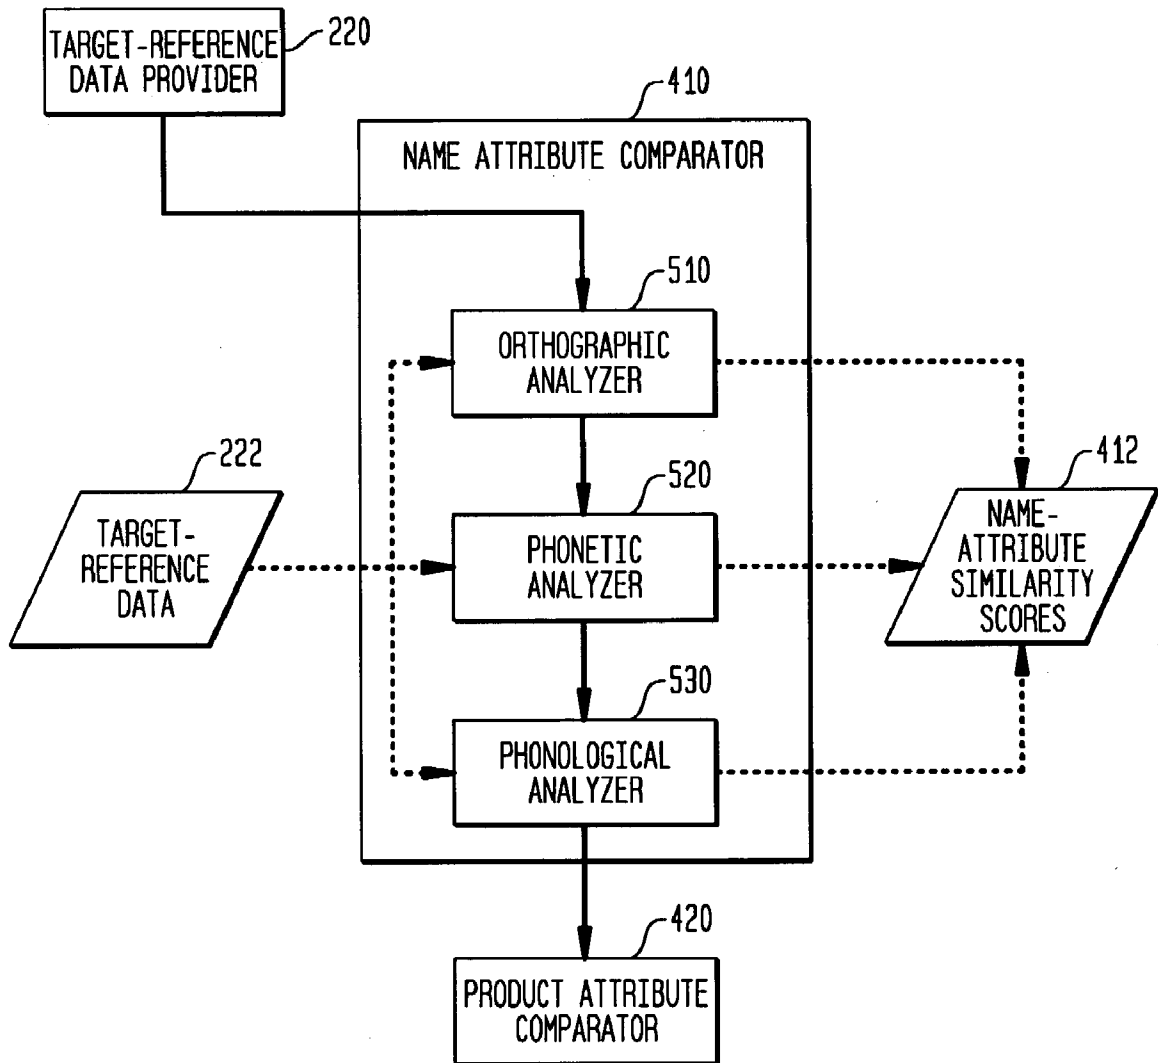 TARGET-REFERENCE
DATA PROVIDER
220
410
NAME ATTRIBUTE COMPARATOR
510
ORTHOGRAPHIC
ANALYZER
222
TARGET-
REFERENCE
DATA
520
PHONETIC
ANALYZER
412
NAME-
ATTRIBUTE
SIMILARITY
SCORES
530
PHONOLOGICAL
ANALYZER
420
PRODUCT ATTRIBUTE
COMPARATOR